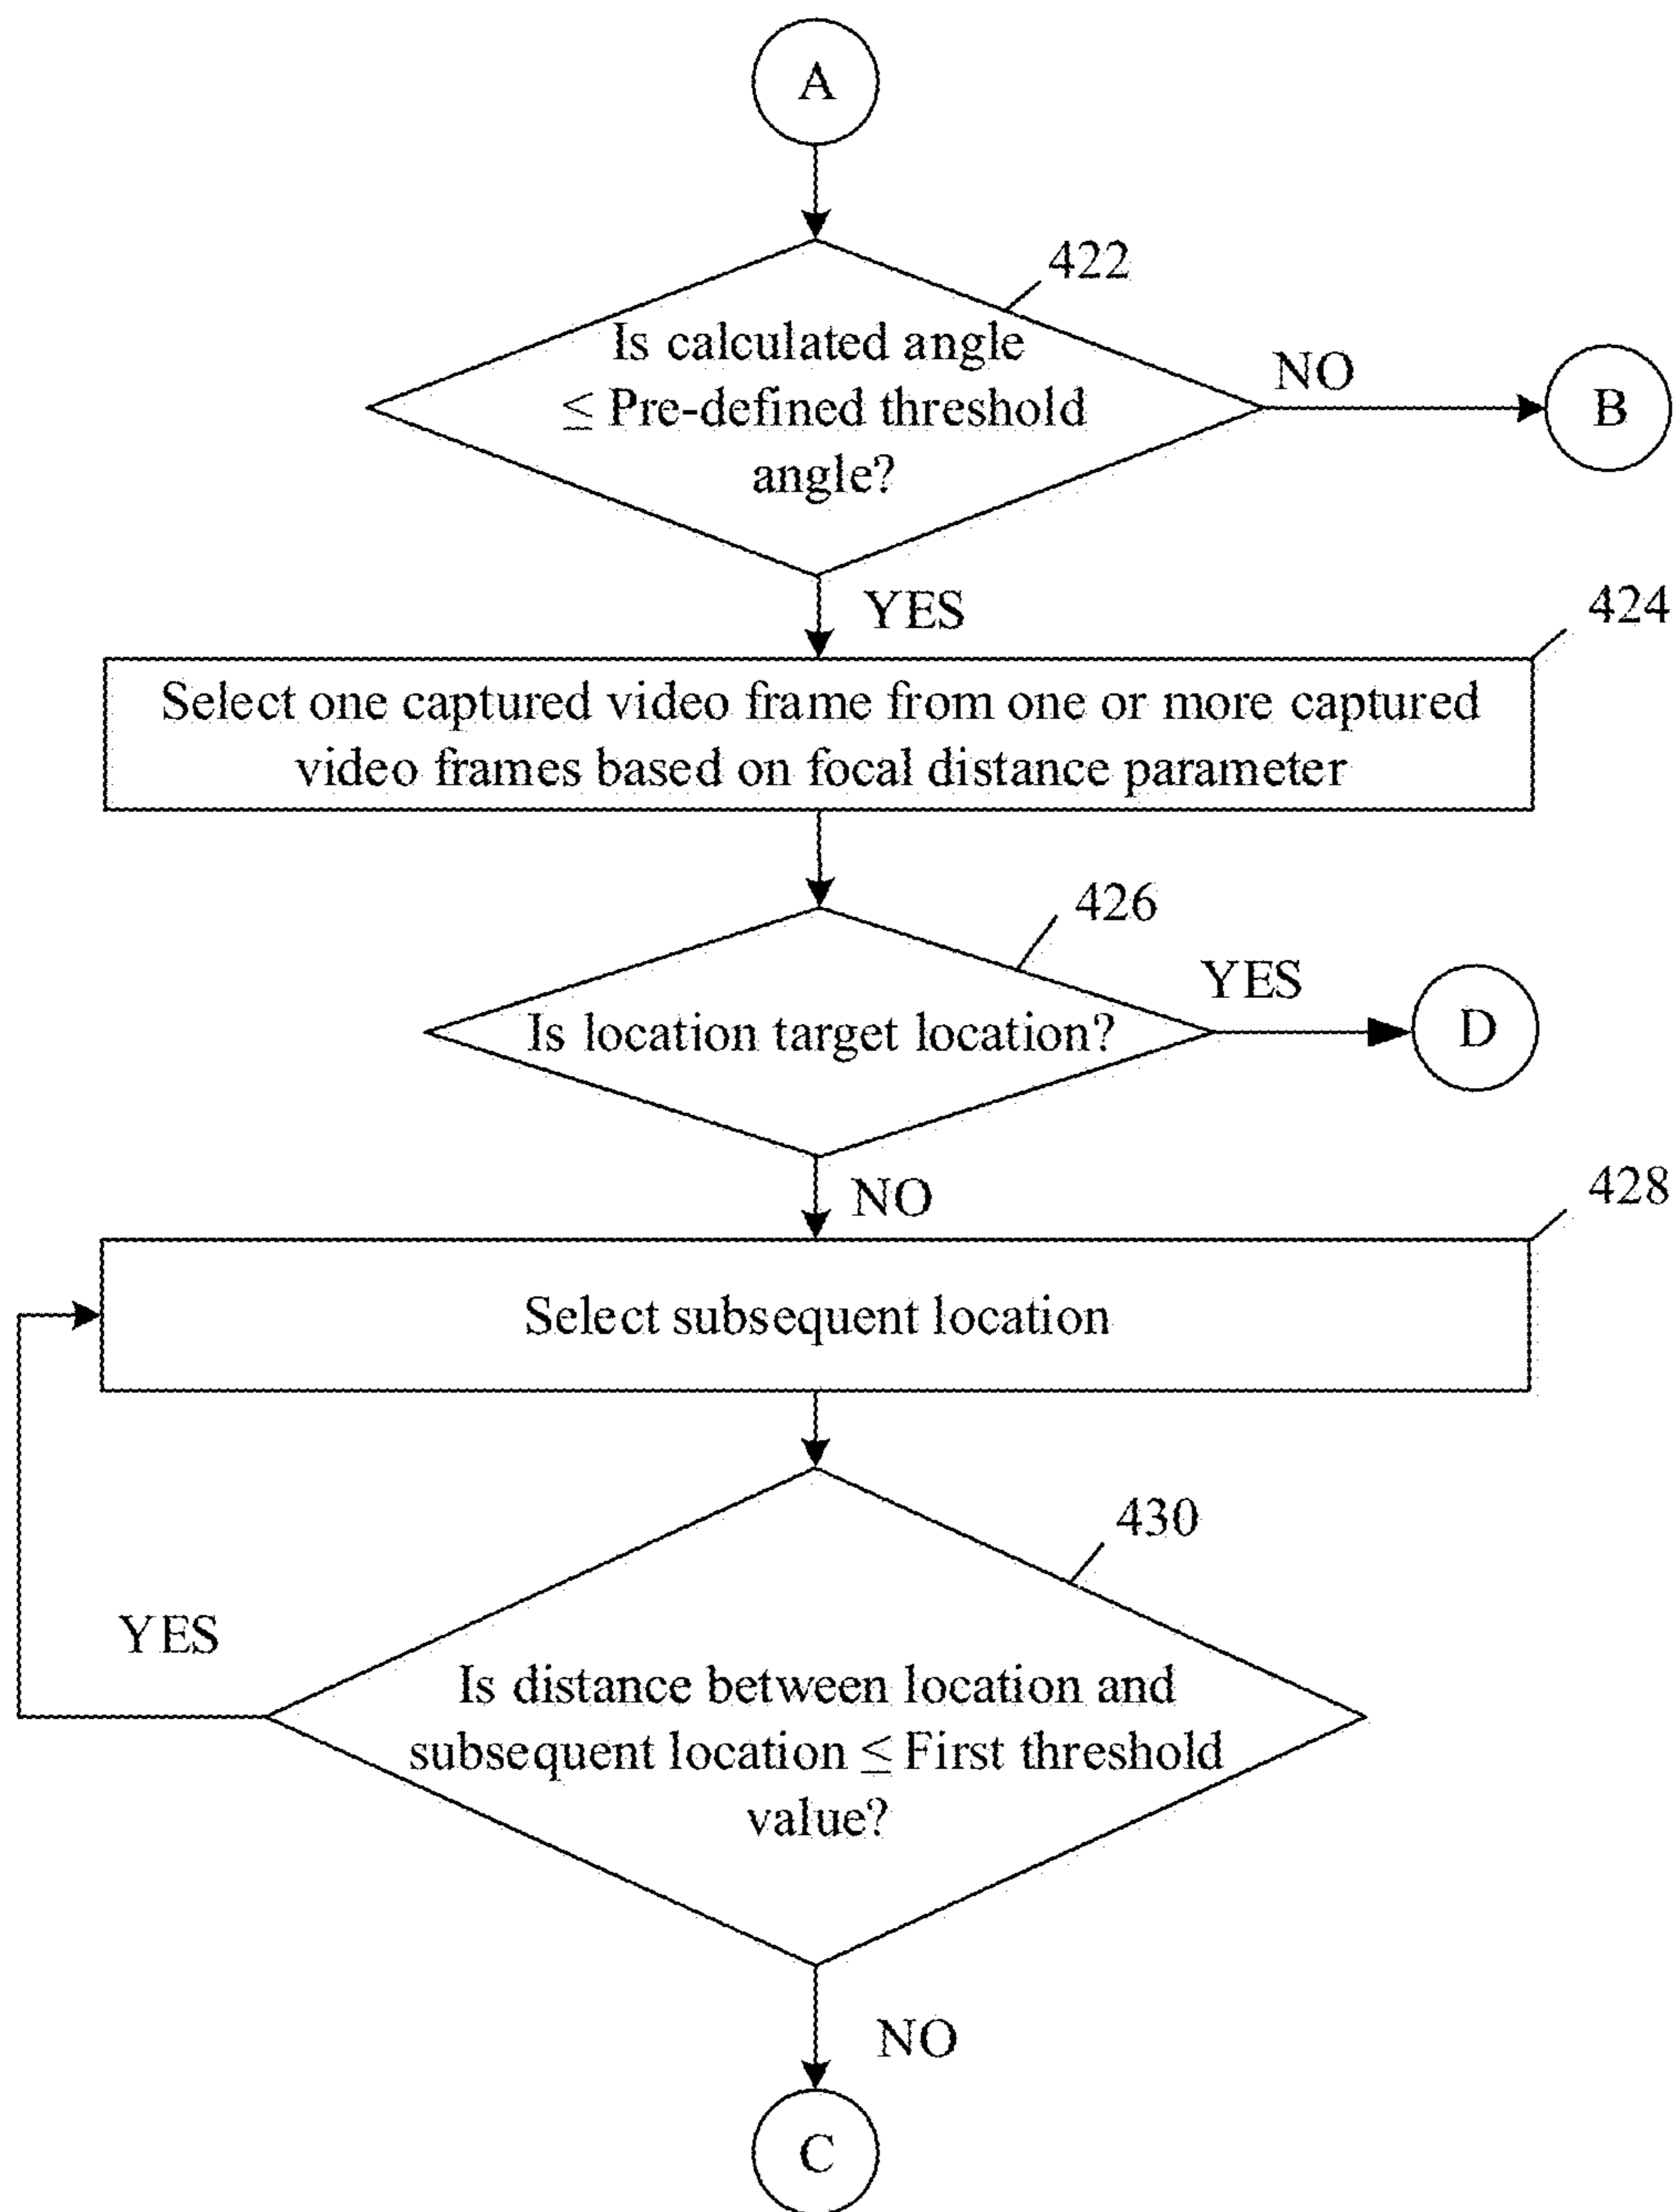 A
422
Is calculated angle
≤ Pre-defined threshold
angle?
NO
B
YES
424
Select one captured video frame from one or more captured
video frames based on focal distance parameter
426
Is location target location?
YES
D
NO
428
Select subsequent location
430
YES
Is distance between location and
subsequent location ≤ First threshold
value?
NO
C